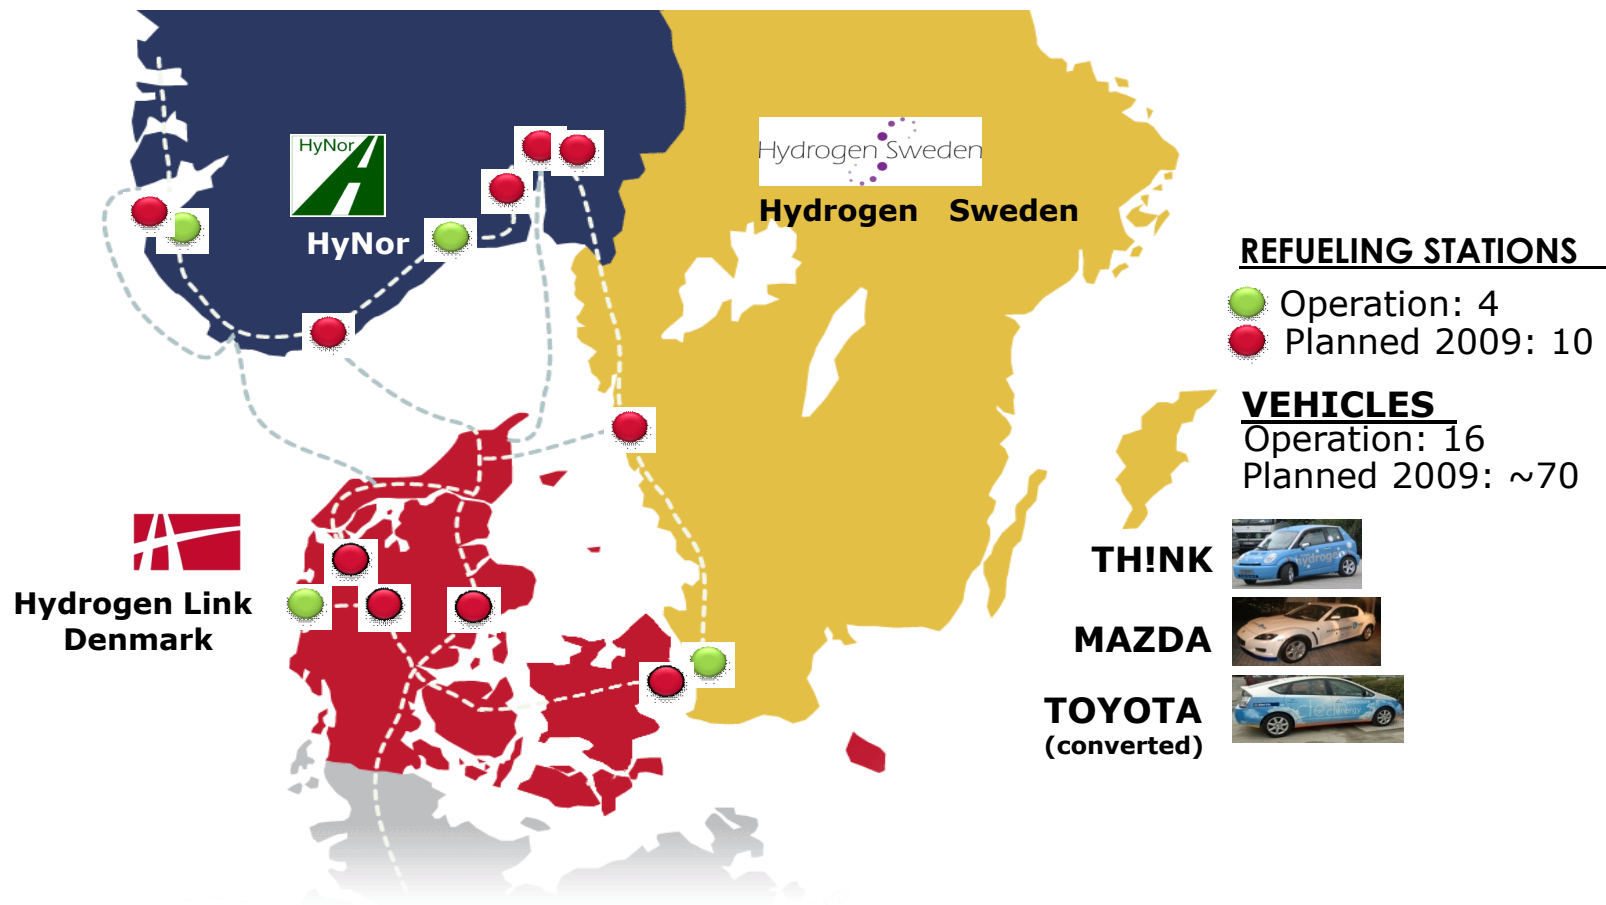 HyNor
HyNor
Hydrogen Sweden
Hydrogen Sweden
REFUELING STATIONS
Operation: 4
Planned 2009: 10
VEHICLES
Operation: 16
Planned 2009: ~70
Hydrogen Link
Denmark
TH!NK
hydrogen
MAZDA
TOYOTA
(converted)